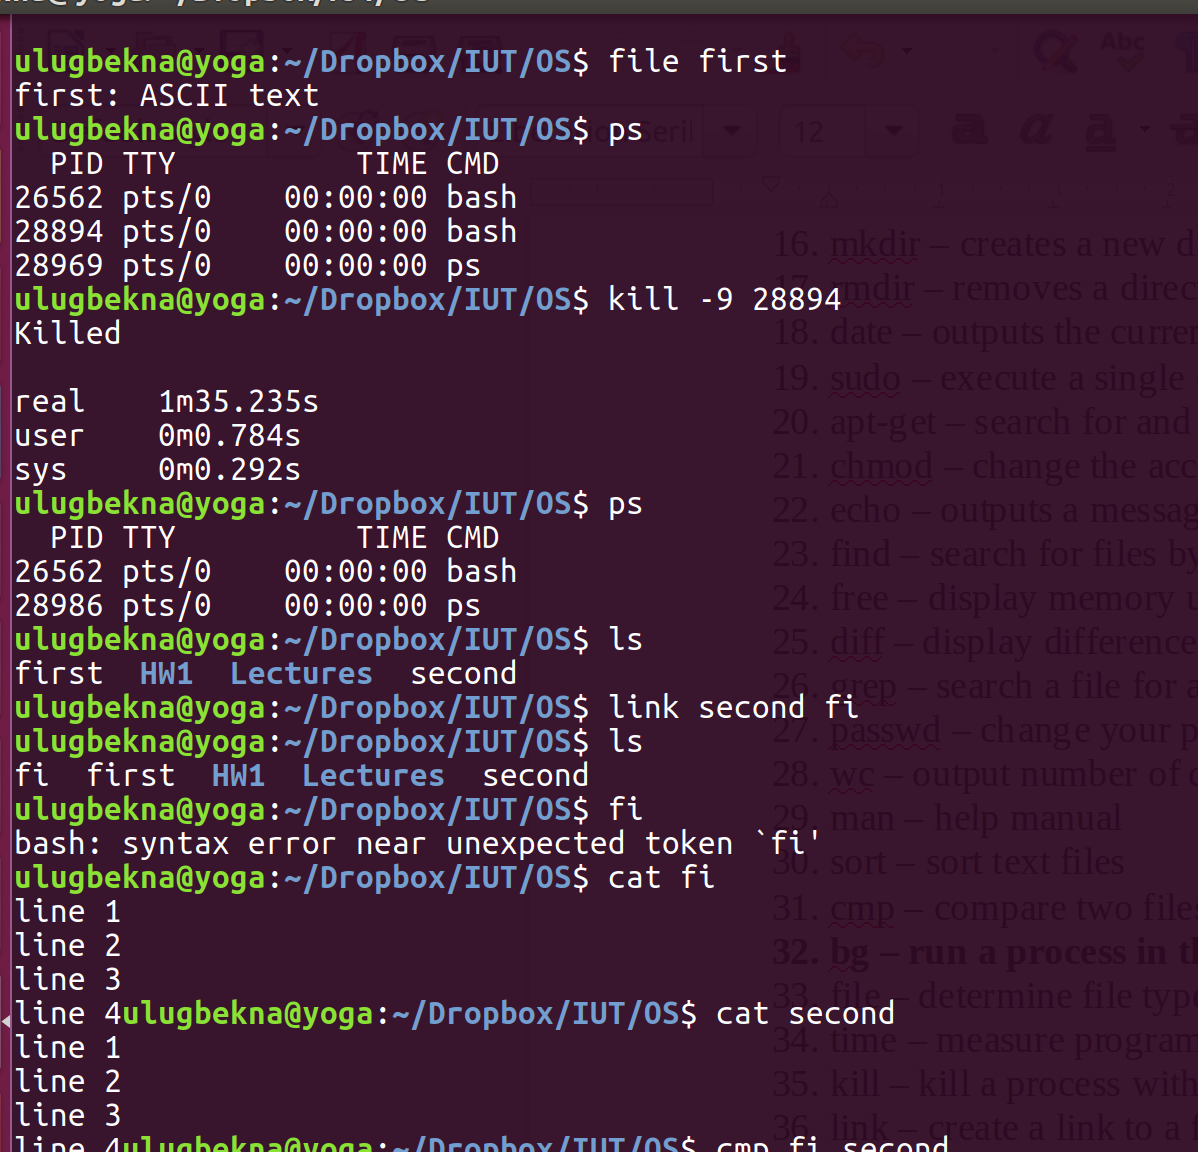 ulugbekna@yoga:~/Dropbox/IUT/OS$ file first
first: ASCII text
ulugbekna@yoga:~/Dropbox/IUT/OS$ ps
  PID TTY          TIME CMD
26562 pts/0    00:00:00 bash
28894 pts/0    00:00:00 bash
28969 pts/0    00:00:00 ps
ulugbekna@yoga:~/Dropbox/IUT/OS$ kill -9 28894
Killed

real    1m35.235s
user    0m0.784s
sys     0m0.292s
ulugbekna@yoga:~/Dropbox/IUT/OS$ ps
  PID TTY          TIME CMD
26562 pts/0    00:00:00 bash
28986 pts/0    00:00:00 ps
ulugbekna@yoga:~/Dropbox/IUT/OS$ ls
first  HW1  Lectures  second
ulugbekna@yoga:~/Dropbox/IUT/OS$ link second fi
ulugbekna@yoga:~/Dropbox/IUT/OS$ ls
fi  first  HW1  Lectures  second
ulugbekna@yoga:~/Dropbox/IUT/OS$ fi
bash: syntax error near unexpected token `fi'
ulugbekna@yoga:~/Dropbox/IUT/OS$ cat fi
line 1
line 2
line 3
line 4ulugbekna@yoga:~/Dropbox/IUT/OS$ cat second
line 1
line 2
line 3
line 4ulugbekna@yoga:~/Dropbox/IUT/OS$ cmp fi second
Abc
12
16. mkdir – creates a new
17. rmdir – removes a
18. date – outputs the
19. sudo – execute a single
20. apt-get – search for and
21. chmod – change the
22. echo – outputs a
23. find – search for files by
24. free – display memory
25. diff – display
26. grep – search a file for
27. passwd – change your
28. wc – output number of
29. man – help manual
30. sort – sort text files
31. cmp – compare two files
32. bg – run a process in
33. file – determine file
34. time – measure
35. kill – kill a process with
36. link – create a link to a